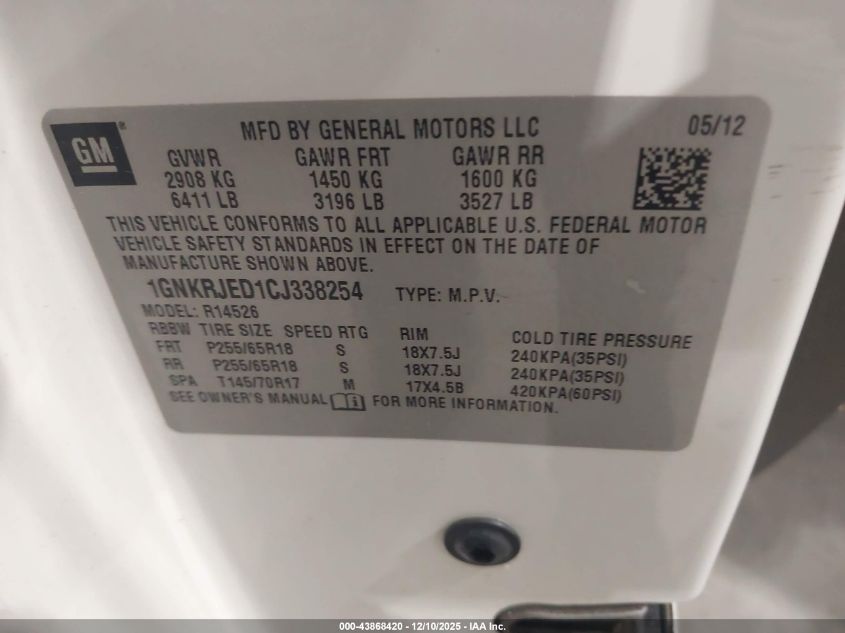 GM®
MFD BY GENERAL MOTORS LLC 05/12
GVWR GAWR FRT GAWR RR
2908 KG 1450 KG 1600 KG
6411 LB 3196 LB 3527 LB
THIS VEHICLE CONFORMS TO ALL APPLICABLE U.S. FEDERAL MOTOR
VEHICLE SAFETY STANDARDS IN EFFECT ON THE DATE OF
MANUFACTURE SHOWN ABOVE.
1GNKRJED1CJ338254 TYPE: M.P.V.
MODEL: R14526
RBBW TIRE SIZE SPEED RTG RIM COLD TIRE PRESSURE
FRT P255/65R18 S 18X7.5J 240KPA(35PSI)
RR P255/65R18 S 18X7.5J 240KPA(35PSI)
SPA T145/70R17 M 17X4.5B 420KPA(60PSI)
SEE OWNER'S MANUAL FOR MORE INFORMATION.
000-43868420 - 12/10/2025 - IAA Inc.